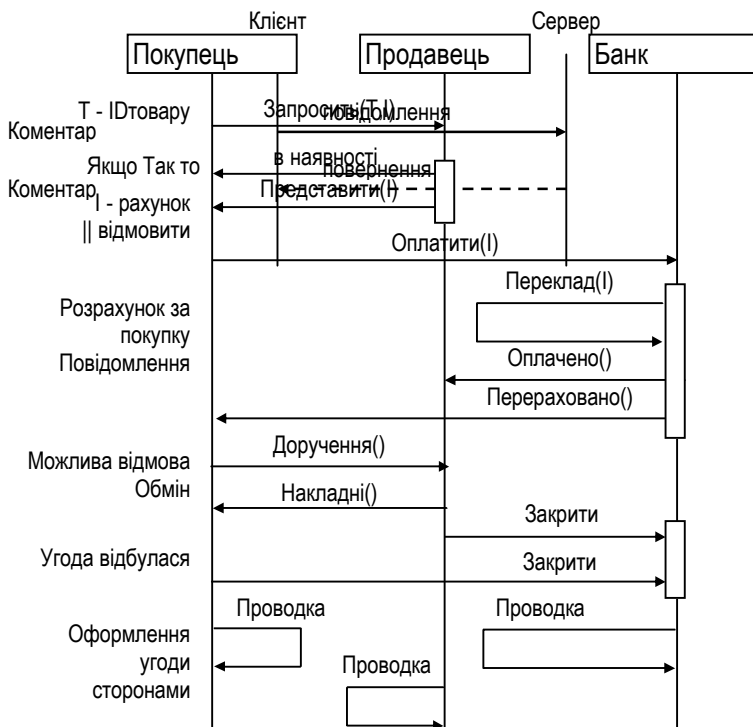 Клієнт
Сервер
Покупець
Продавець
Банк
T - IDтовару
Запросить(T,I)
повідомлення
Коментар
Якщо Так то
в наявності
повернення
Коментар
Представити(I)
I - рахунок
|| відмовити
Оплатити(I)
Переклад(I)
Розрахунок за
покупку
Повідомлення
Оплачено()
Перераховано()
Доручення()
Можлива відмова
Обмін
Накладні()
Закрити
Угода відбулася
Закрити
Проводка
Проводка
Оформлення
угоди
сторонами
Проводка